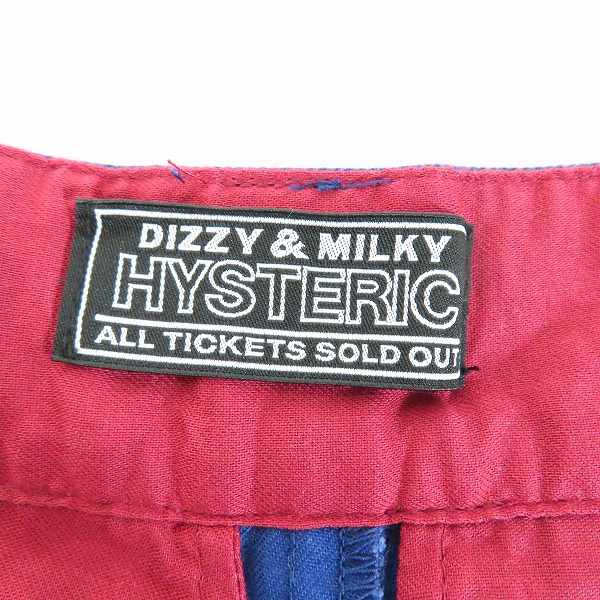 DIZZY & MILKY
HYSTERIC
ALL TICKETS SOLD OUT